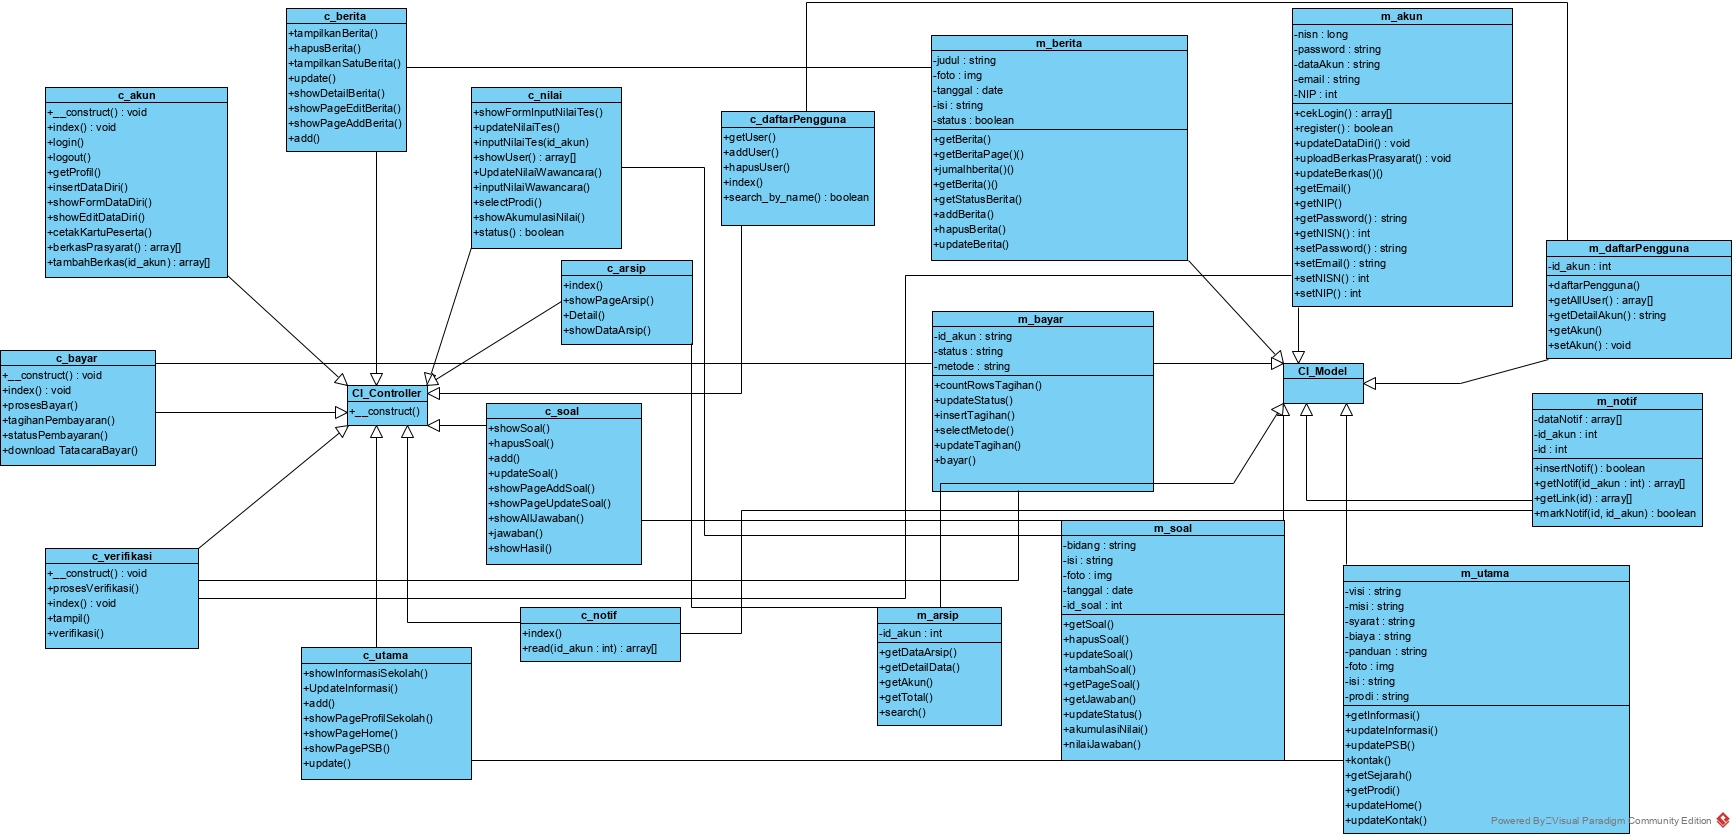 c_berita
+tampilkanBerita()
+hapusBerita()
+tampilkanSatuBerita()
+update()
+showDetailBerita()
+showPageEditBerita()
+showPageAddBerita()
+add()
m_akun
-nisn : long
-password : string
-dataAkun : string
-email : string
-NIP : int
+cekLogin() : array[]
+register() : boolean
+updateDataDiri() : void
+uploadBerkasPrasyarat() : void
+updateBerkas()()
+getEmail()
+getNIP()
+getPassword() : string
+getNISN() : int
+setPassword() : string
+setEmail() : string
+setNISN() : int
+setNIP() : int
m_berita
-judul : string
-foto : img
-tanggal : date
-isi : string
-status : boolean
+getBerita()
+getBeritaPage()()
+jumalhberita()()
+getBerita()()
+getStatusBerita()
+addBerita()
+hapusBerita()
+updateBerita()
c_akun
+__construct() : void
+index() : void
+login()
+logout()
+getProfil()
+insertDataDiri()
+showFormDataDiri()
+showEditDataDiri()
+cetakKartuPeserta()
+berkasPrasyarat() : array[]
+tambahBerkas(id_akun) : array[]
c_nilai
+showFormInputNilaiTes()
+updateNilaiTes()
+inputNilaiTes(id_akun)
+showUser() : array[]
+UpdateNilaiWawancara()
+inputNilaiWawancara()
+selectProdi()
+showAkumulasiNilai()
+status() : boolean
c_daftarPengguna
+getUser()
+addUser()
+hapusUser()
+index()
+search_by_name() : boolean
m_daftarPengguna
-id_akun : int
+daftarPengguna()
+getAllUser() : array[]
+getDetailAkun() : string
+getAkun()
+setAkun() : void
c_arsip
+index()
+showPageArsip()
+Detail()
+showDataArsip()
m_bayar
-id_akun : string
-status : string
-metode : string
+countRowsTagihan()
+updateStatus()
+insertTagihan()
+selectMetode()
+updateTagihan()
+bayar()
c_bayar
+__construct() : void
+index() : void
+prosesBayar()
+tagihanPembayaran()
+statusPembayaran()
+download TatacaraBayar()
CI_Controller
+__construct()
CI_Model
m_notif
-dataNotif : array[]
-id_akun : int
-id : int
+insertNotif() : boolean
+getNotif(id_akun : int) : array[]
+getLink(id) : array[]
+markNotif(id, id_akun) : boolean
c_soal
+showSoal()
+hapusSoal()
+add()
+updateSoal()
+showPageAddSoal()
+showPageUpdateSoal()
+showAllJawaban()
+jawaban()
+showHasil()
m_soal
-bidang : string
-isi : string
-foto : img
-tanggal : date
-id_soal : int
+getSoal()
+hapusSoal()
+updateSoal()
+tambahSoal()
+getPageSoal()
+getJawaban()
+updateStatus()
+akumulasiNilai()
+nilaiJawaban()
c_verifikasi
+__construct() : void
+prosesVerifikasi()
+index() : void
+tampil()
+verifikasi()
m_utama
-visi : string
-misi : string
-syarat : string
-biaya : string
-panduan : string
-foto : img
-isi : string
-prodi : string
+getInformasi()
+updateInformasi()
+updatePSB()
+kontak()
+getSejarah()
+getProdi()
+updateHome()
+updateKontak()
c_notif
+index()
+read(id_akun : int) : array[]
m_arsip
-id_akun : int
+getDataArsip()
+getDetailData()
+getAkun()
+getTotal()
+search()
c_utama
+showInformasiSekolah()
+UpdateInformasi()
+add()
+showPageProfilSekolah()
+showPageHome()
+showPagePSB()
+update()
Powered By Visual Paradigm Community Edition